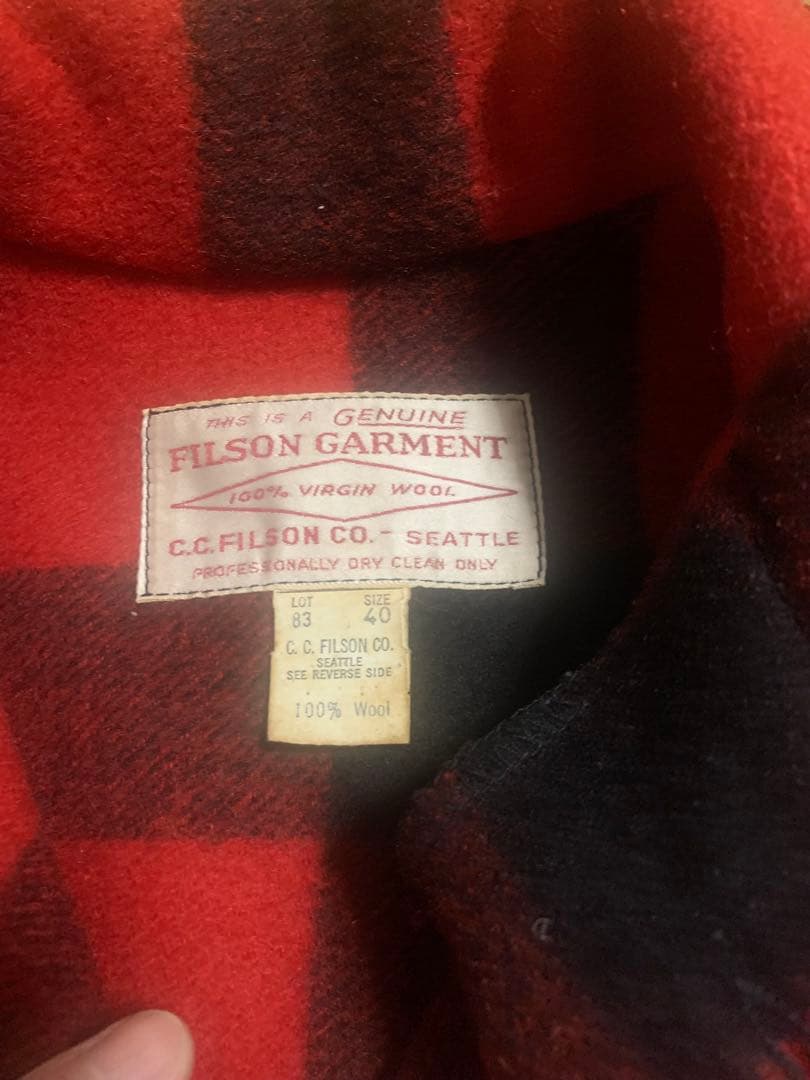 THIS IS A GENUINE
FILSON GARMENT
100% VIRGIN WOOL
C.C. FILSON CO. - SEATTLE
PROFESSIONALLY DRY CLEAN ONLY
LOT SIZE
83 40
C. C. FILSON CO.
SEATTLE
SEE REVERSE SIDE
100% Wool